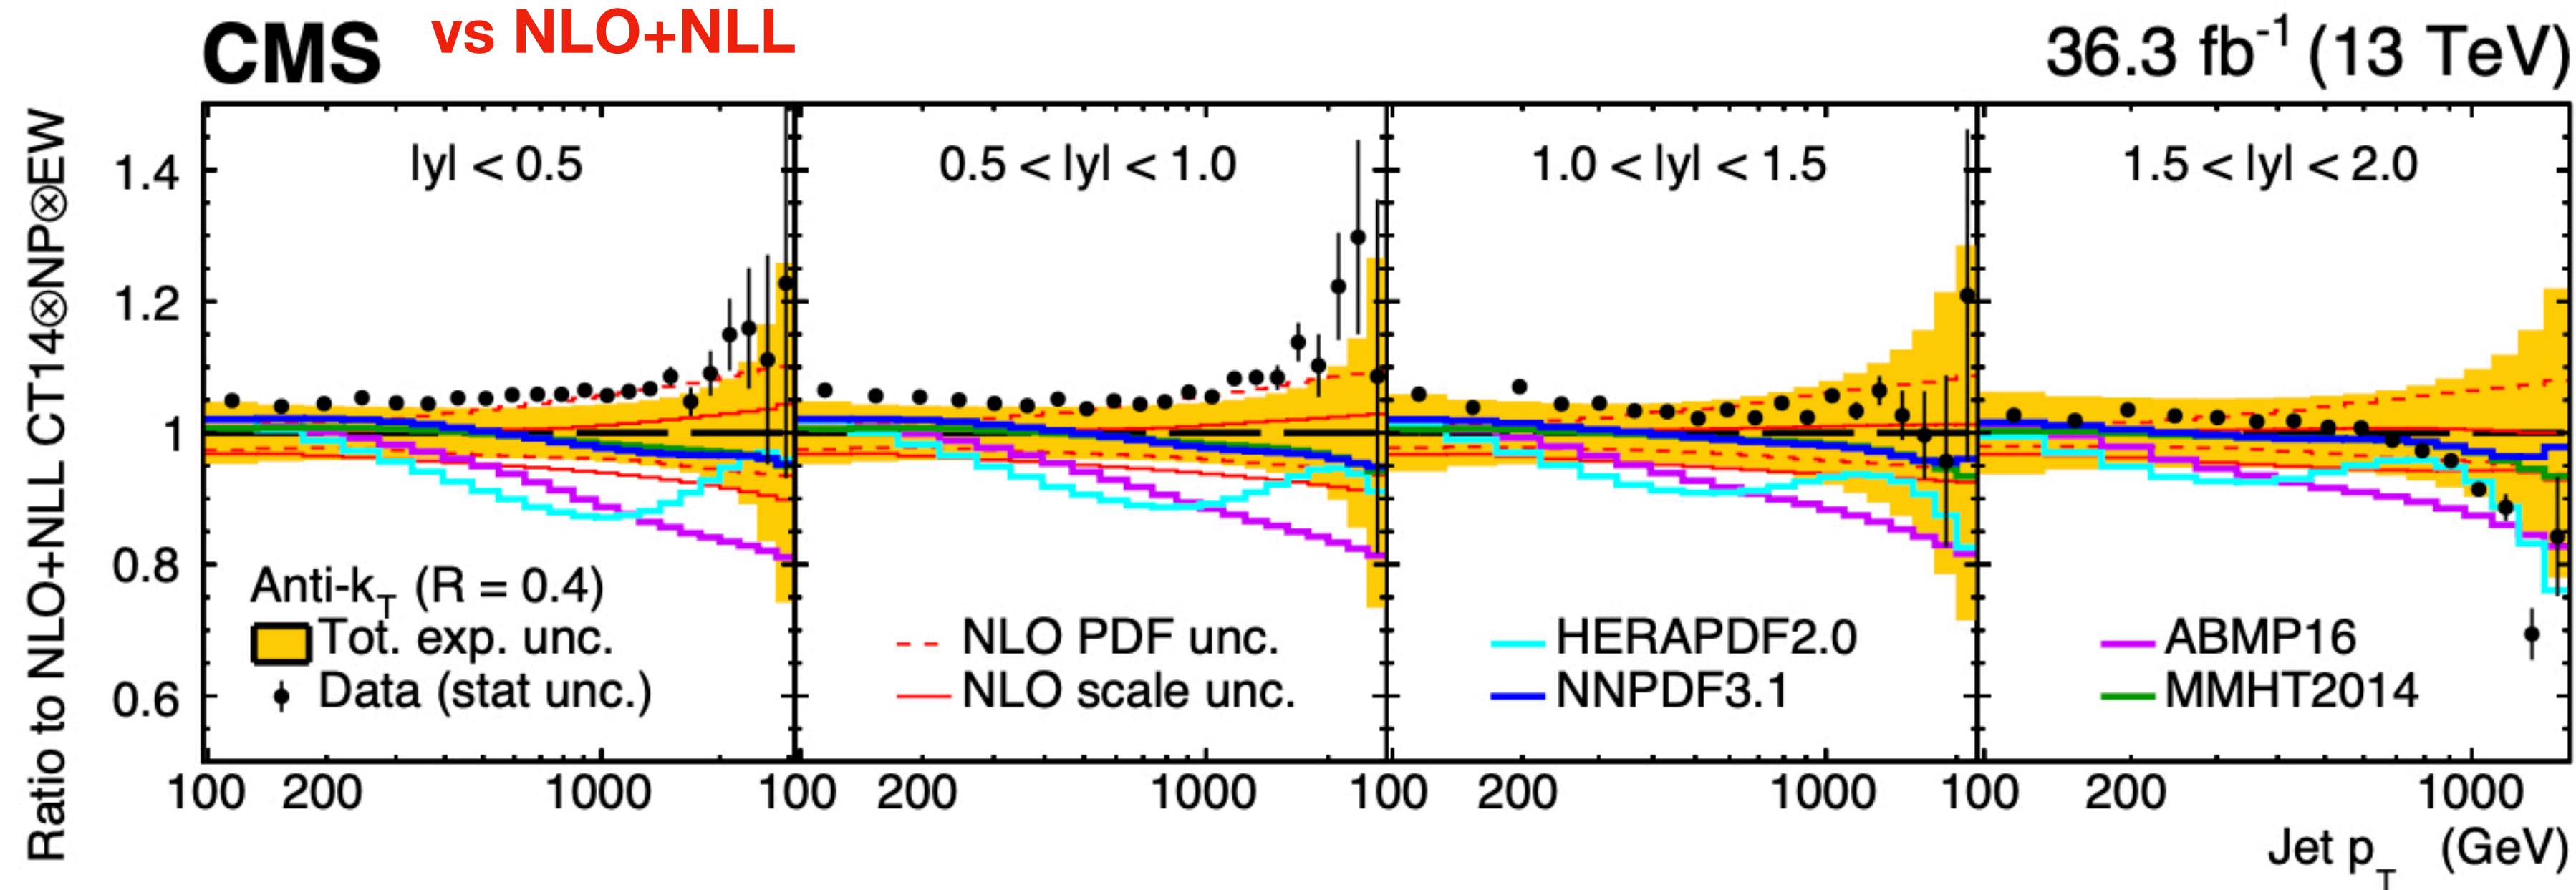 CMS vs NLO+NLL 36.3 fb⁻¹ (13 TeV)
Ratio to NLO+NLL CT14⊗NP⊗EW
|y| < 0.5 0.5 < |y| < 1.0 1.0 < |y| < 1.5 1.5 < |y| < 2.0
1.4
1.2
1
0.8
0.6
Anti-k_T (R = 0.4)
Tot. exp. unc. NLO PDF unc. HERAPDF2.0 ABMP16
Data (stat unc.) NLO scale unc. NNPDF3.1 MMHT2014
100 200 1000 100 200 1000 100 200 1000 100 200 1000
Jet p_T (GeV)